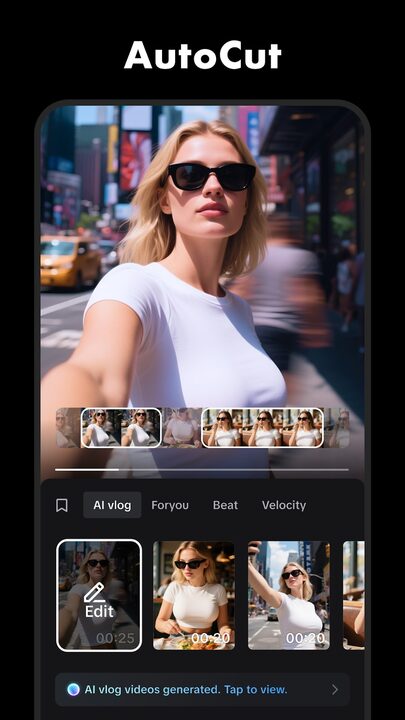 AutoCut
AI vlog Foryou Beat Velocity
Edit
00:25 00:20 00:20
AI vlog videos generated. Tap to view.